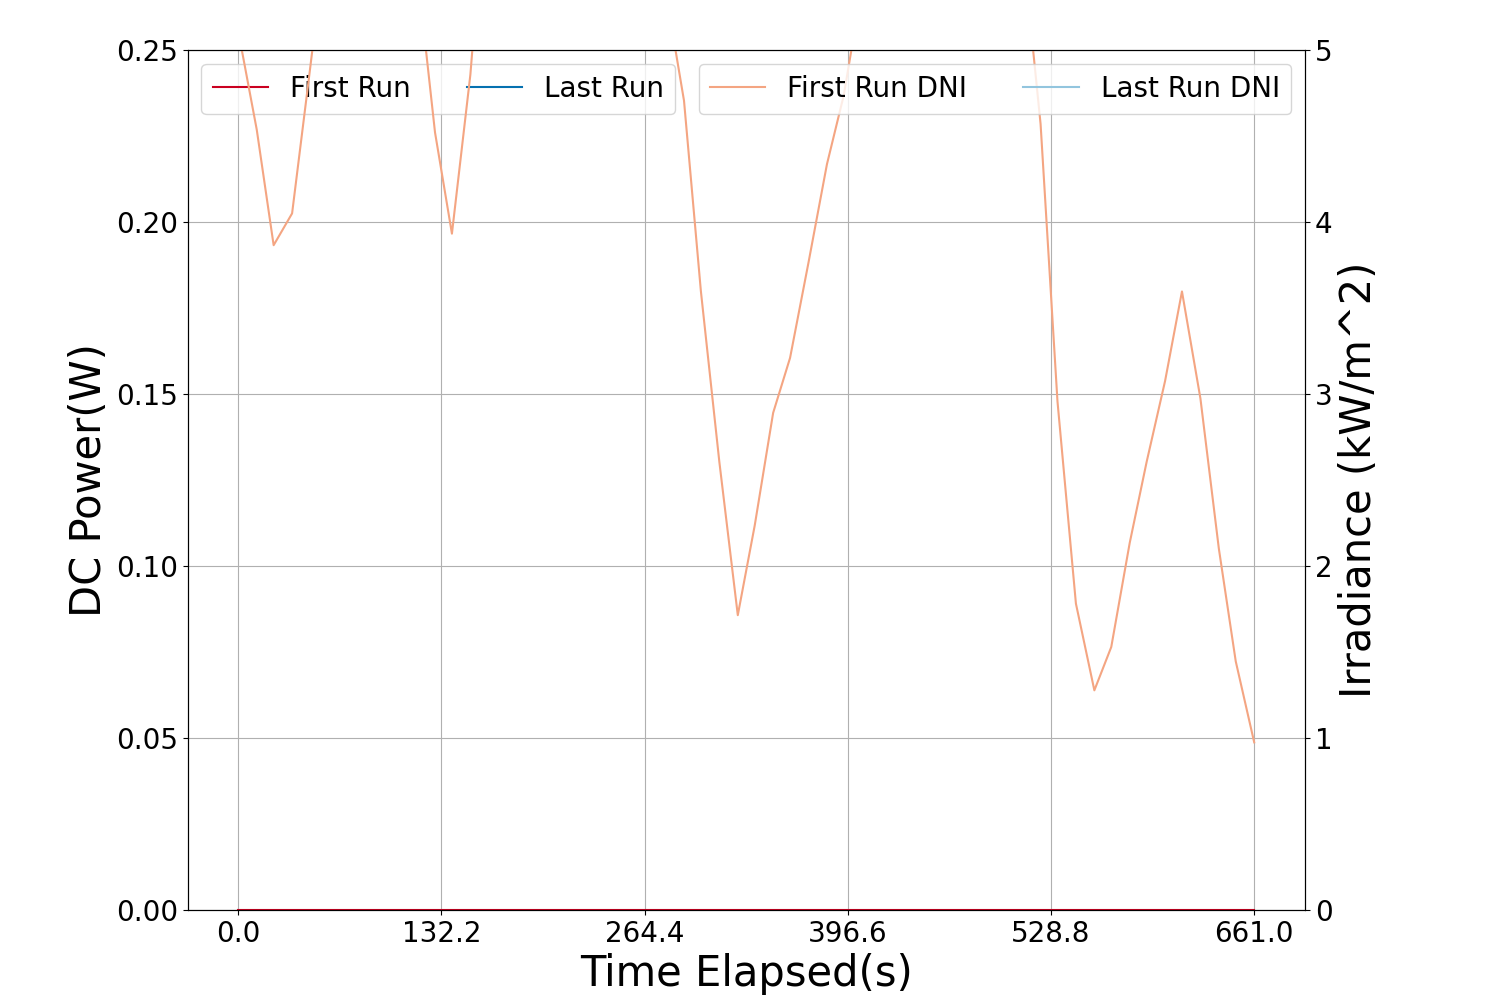 First Run
Last Run
First Run DNI
Last Run DNI
0.25
0.20
0.15
0.10
0.05
0.00
DC Power(W)
5
4
3
2
1
0
Irradiance (kW/m^2)
0.0
132.2
264.4
396.6
528.8
661.0
Time Elapsed(s)